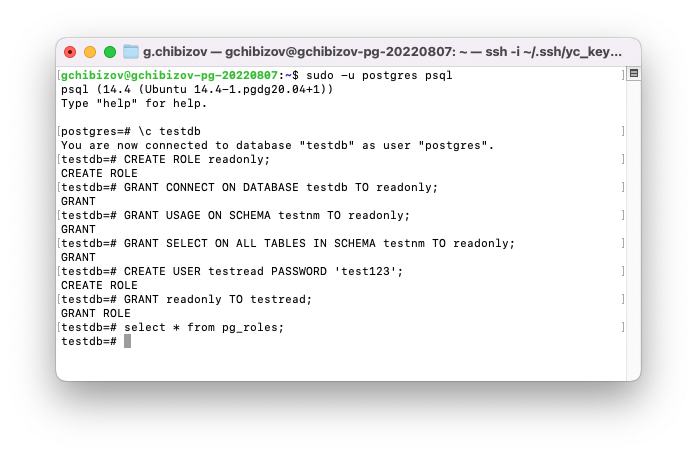 g.chibizov — gchibizov@gchibizov-pg-20220807: ~ — ssh -i ~/.ssh/yc_key...
[gchibizov@gchibizov-pg-20220807:~$ sudo -u postgres psql ]
psql (14.4 (Ubuntu 14.4-1.pgdg20.04+1))
Type "help" for help.
[postgres=# \c testdb ]
You are now connected to database "testdb" as user "postgres".
[testdb=# CREATE ROLE readonly; ]
CREATE ROLE
[testdb=# GRANT CONNECT ON DATABASE testdb TO readonly; ]
GRANT
[testdb=# GRANT USAGE ON SCHEMA testnm TO readonly; ]
GRANT
[testdb=# GRANT SELECT ON ALL TABLES IN SCHEMA testnm TO readonly; ]
GRANT
[testdb=# CREATE USER testread PASSWORD 'test123'; ]
CREATE ROLE
[testdb=# GRANT readonly TO testread; ]
GRANT ROLE
[testdb=# select * from pg_roles; ]
testdb=#